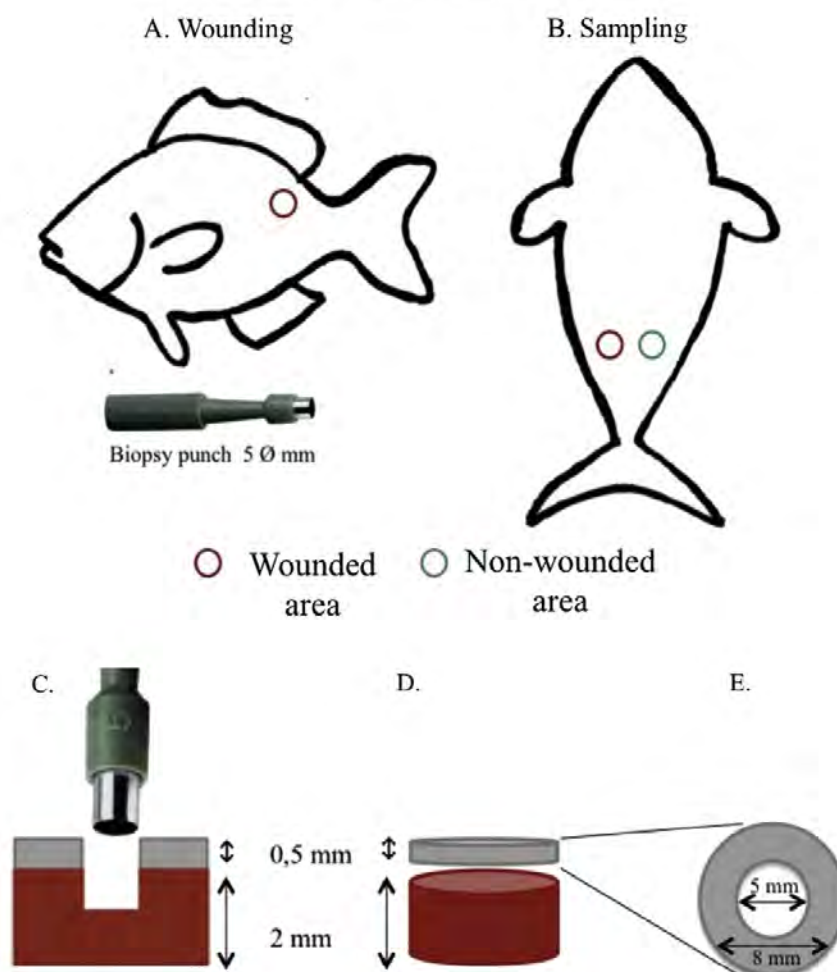 A. Wounding
B. Sampling
Biopsy punch 5 Ø mm
Wounded
area
Non-wounded
area
C.
D.
E.
0,5 mm
2 mm
5 mm
8 mm